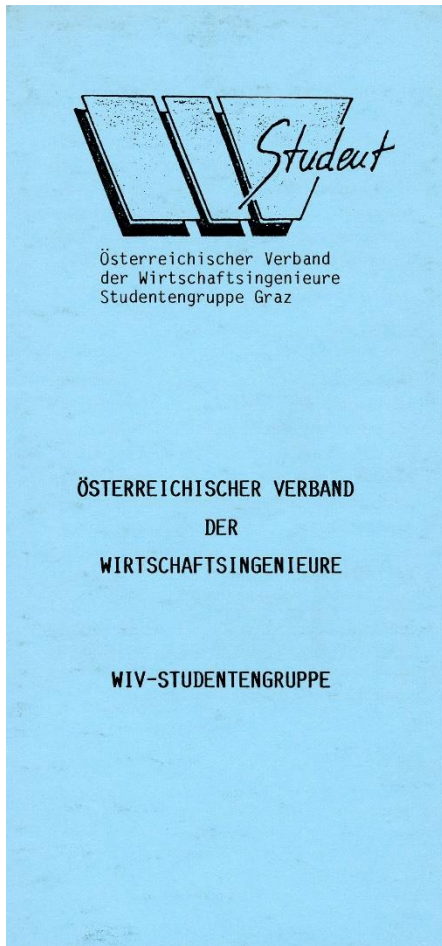 Student
Österreichischer Verband
der Wirtschaftsingenieure
Studentengruppe Graz
ÖSTERREICHISCHER VERBAND
DER
WIRTSCHAFTSINGENIEURE
WIV-STUDENTENGRUPPE